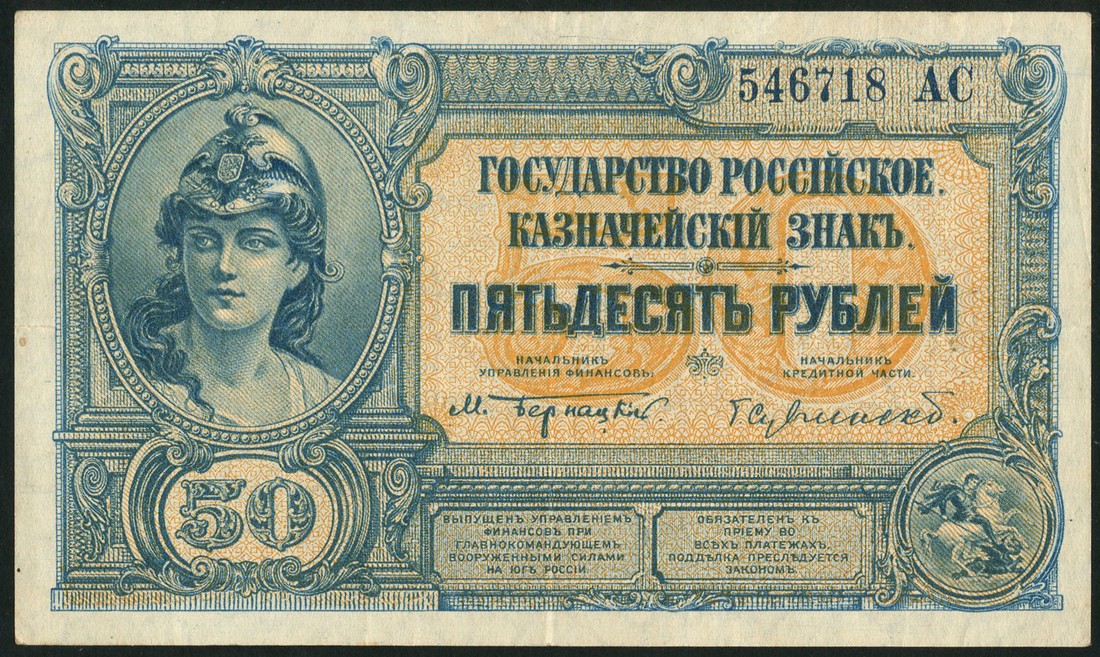 546718 АС
ГОСУДАРСТВО РОССІЙСКОЕ.
КАЗНАЧЕЙСКІЙ ЗНАКЪ.
ПЯТЬДЕСЯТЪ РУБЛЕЙ
НАЧАЛЬНИКЪ
УПРАВЛЕНІЯ ФИНАНСОВЪ:
НАЧАЛЬНИКЪ
КРЕДИТНОЙ ЧАСТИ.
М. Бернацкій
50
ВЫПУЩЕНЪ УПРАВЛЕНІЕМЪ
ФИНАНСОВЪ ПРИ
ГЛАВНОКОМАНДУЮЩЕМЪ
ВООРУЖЕННЫМИ СИЛАМИ
НА ЮГѢ РОССІИ.
ОБЯЗАТЕЛЕНЪ КЪ
ПРІЕМУ ВО
ВСѢХЪ ПЛАТЕЖАХЪ.
ПОДДѢЛКА ПРЕСЛѢДУЕТСЯ
ЗАКОНОМЪ.